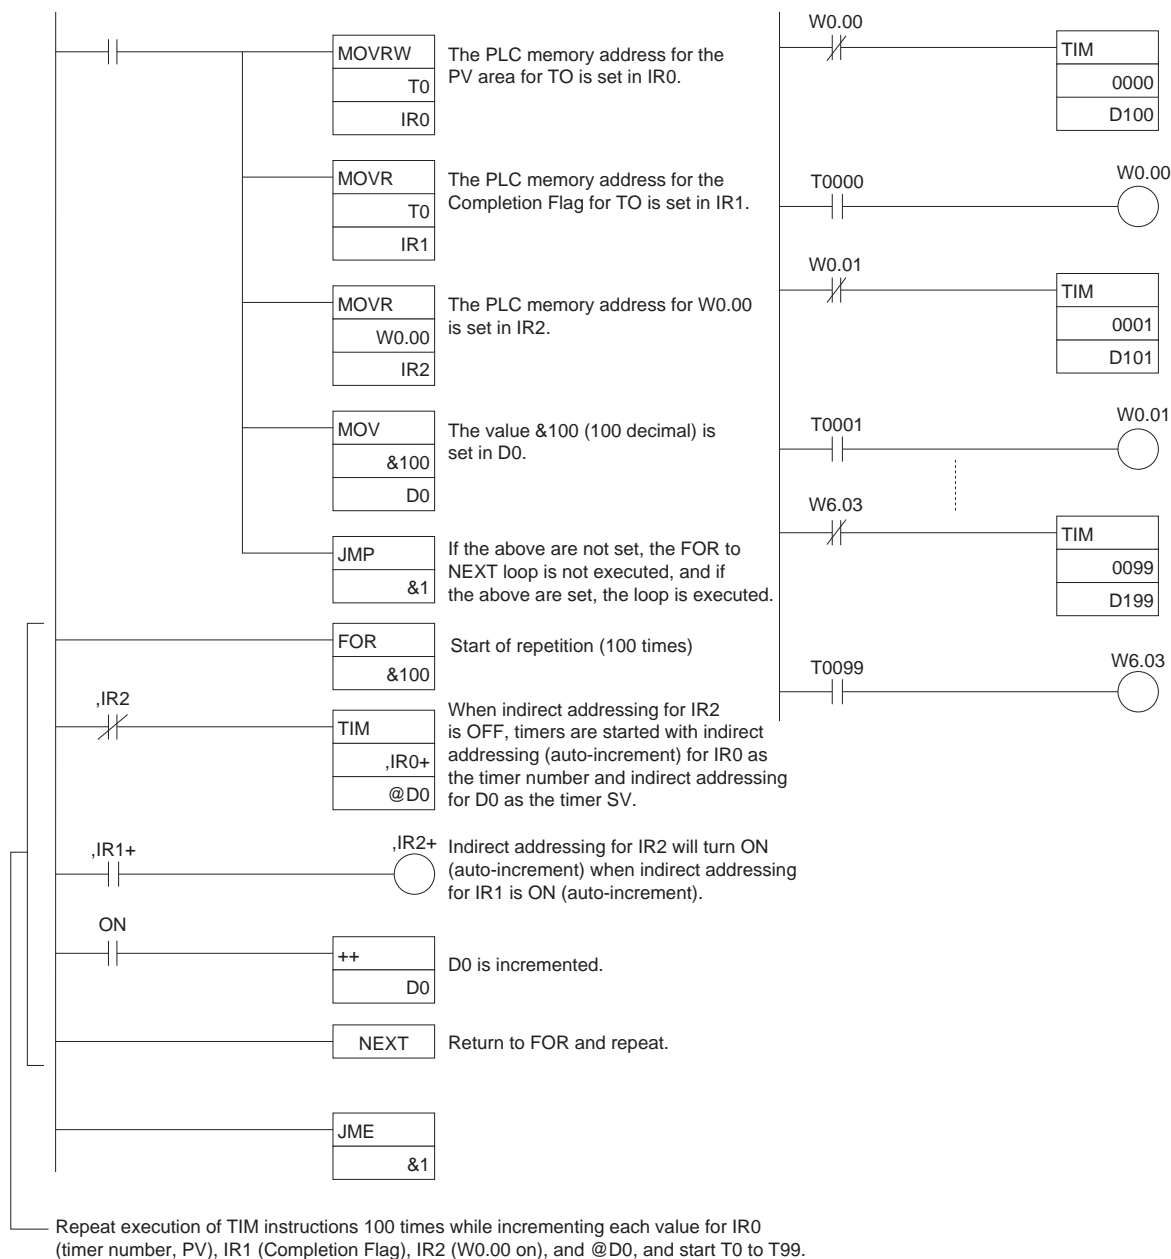 MOVRW
T0
IR0
The PLC memory address for the
PV area for TO is set in IR0.
MOVR
T0
IR1
The PLC memory address for the
Completion Flag for TO is set in IR1.
MOVR
W0.00
IR2
The PLC memory address for W0.00
is set in IR2.
MOV
&100
D0
The value &100 (100 decimal) is
set in D0.
JMP
&1
If the above are not set, the FOR to
NEXT loop is not executed, and if
the above are set, the loop is executed.
FOR
&100
Start of repetition (100 times)
,IR2
TIM
,IR0+
@D0
When indirect addressing for IR2
is OFF, timers are started with indirect
addressing (auto-increment) for IR0 as
the timer number and indirect addressing
for D0 as the timer SV.
,IR1+
,IR2+
Indirect addressing for IR2 will turn ON
(auto-increment) when indirect addressing
for IR1 is ON (auto-increment).
ON
++
D0
D0 is incremented.
NEXT
Return to FOR and repeat.
JME
&1
Repeat execution of TIM instructions 100 times while incrementing each value for IR0
(timer number, PV), IR1 (Completion Flag), IR2 (W0.00 on), and @D0, and start T0 to T99.
W0.00
TIM
0000
D100
T0000
W0.00
W0.01
TIM
0001
D101
T0001
W0.01
W6.03
TIM
0099
D199
T0099
W6.03